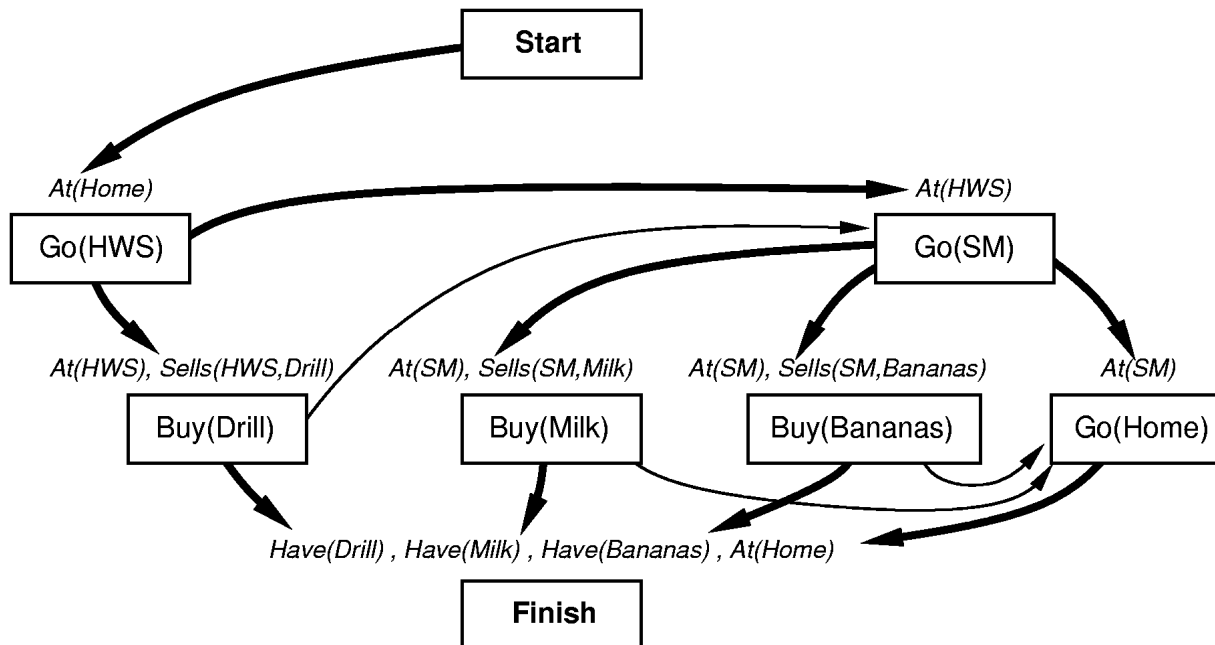 Start
At(Home)
At(HWS)
Go(HWS)
Go(SM)
At(HWS), Sells(HWS,Drill)
At(SM), Sells(SM,Milk)
At(SM), Sells(SM,Bananas)
At(SM)
Buy(Drill)
Buy(Milk)
Buy(Bananas)
Go(Home)
Have(Drill) , Have(Milk) , Have(Bananas) , At(Home)
Finish